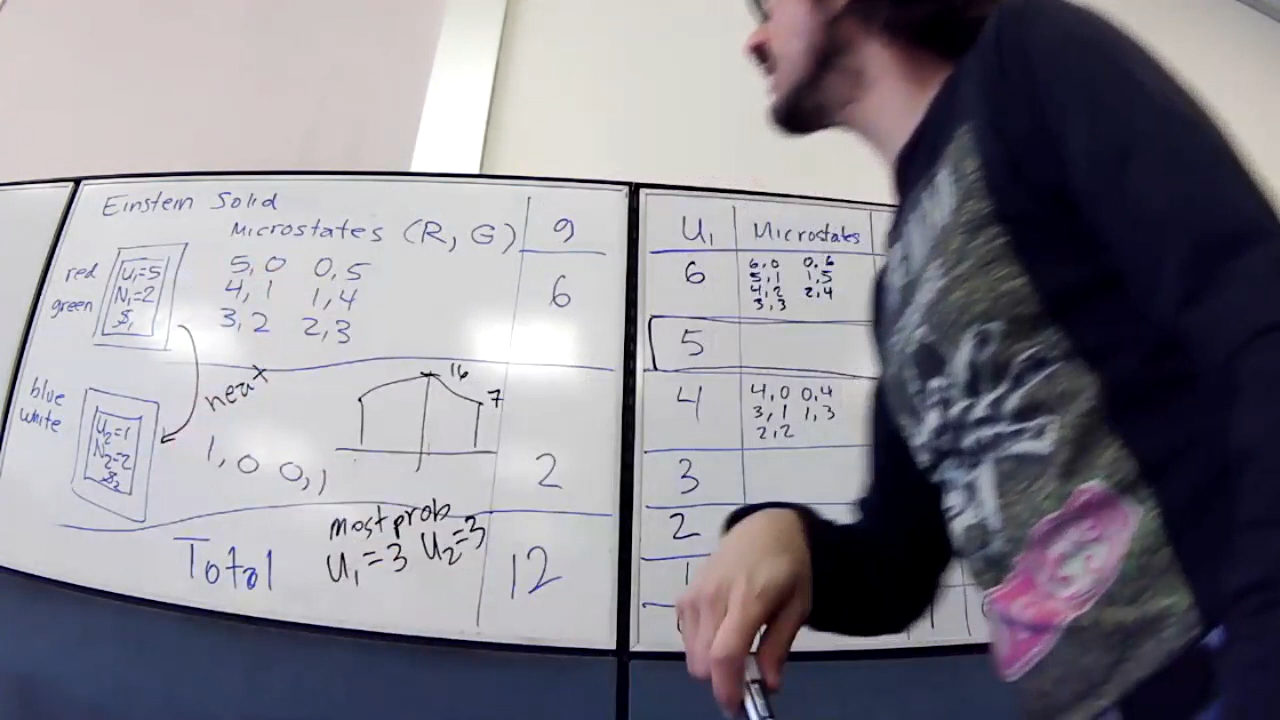 Einstein Solid
Microstates (R, G) 9
red
green
U₁=5
N₁=2
S₁
5,0 0,5
4,1 1,4
3,2 2,3
6
heat
16
7
blue
white
U₂=1
N₂=2
S₂
1,0 0,1
2
Total
most prob
U₁=3 U₂=3
12
U₁ Microstates
6
6,0 0,6
5,1 1,5
4,2 2,4
3,3
5
4
4,0 0,4
3,1 1,3
2,2
3
2
1